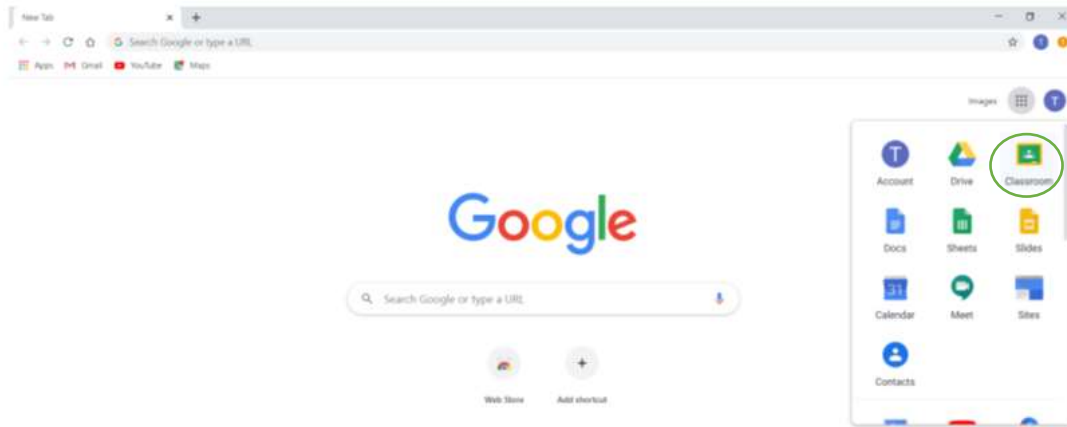 New Tab
Search Google or type a URL
Apps Gmail YouTube Maps
Images T
T
Account Drive Classroom
Google
Docs Sheets Slides
Search Google or type a URL
31
Calendar Meet Sites
Contacts
Web Store Add shortcut